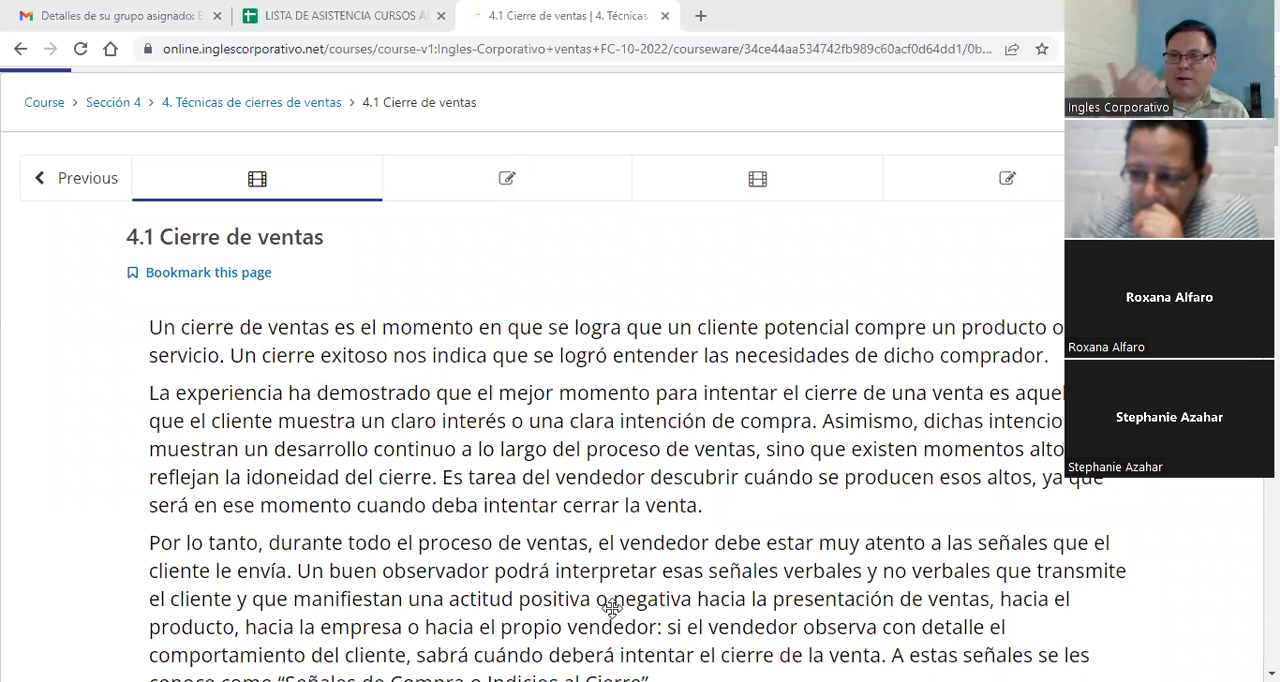 Detalles de su grupo asignado: E
LISTA DE ASISTENCIA CURSOS A
4.1 Cierre de ventas | 4. Técnicas
online.inglescorporativo.net/courses/course-v1:Ingles-Corporativo+ventas+FC-10-2022/courseware/34ce44aa534742fb989c60acf0d64dd1/0b...
Course > Sección 4 > 4. Técnicas de cierres de ventas > 4.1 Cierre de ventas
Previous
4.1 Cierre de ventas
Bookmark this page
Un cierre de ventas es el momento en que se logra que un cliente potencial compre un producto o
servicio. Un cierre exitoso nos indica que se logró entender las necesidades de dicho comprador.
La experiencia ha demostrado que el mejor momento para intentar el cierre de una venta es aquel
que el cliente muestra un claro interés o una clara intención de compra. Asimismo, dichas intencio
muestran un desarrollo continuo a lo largo del proceso de ventas, sino que existen momentos alto
reflejan la idoneidad del cierre. Es tarea del vendedor descubrir cuándo se producen esos altos, ya que
será en ese momento cuando deba intentar cerrar la venta.
Por lo tanto, durante todo el proceso de ventas, el vendedor debe estar muy atento a las señales que el
cliente le envía. Un buen observador podrá interpretar esas señales verbales y no verbales que transmite
el cliente y que manifiestan una actitud positiva o negativa hacia la presentación de ventas, hacia el
producto, hacia la empresa o hacia el propio vendedor: si el vendedor observa con detalle el
comportamiento del cliente, sabrá cuándo deberá intentar el cierre de la venta. A estas señales se les
conoce como “Señales de Compra o Indicios al Cierre”
Ingles Corporativo
Roxana Alfaro
Roxana Alfaro
Stephanie Azahar
Stephanie Azahar